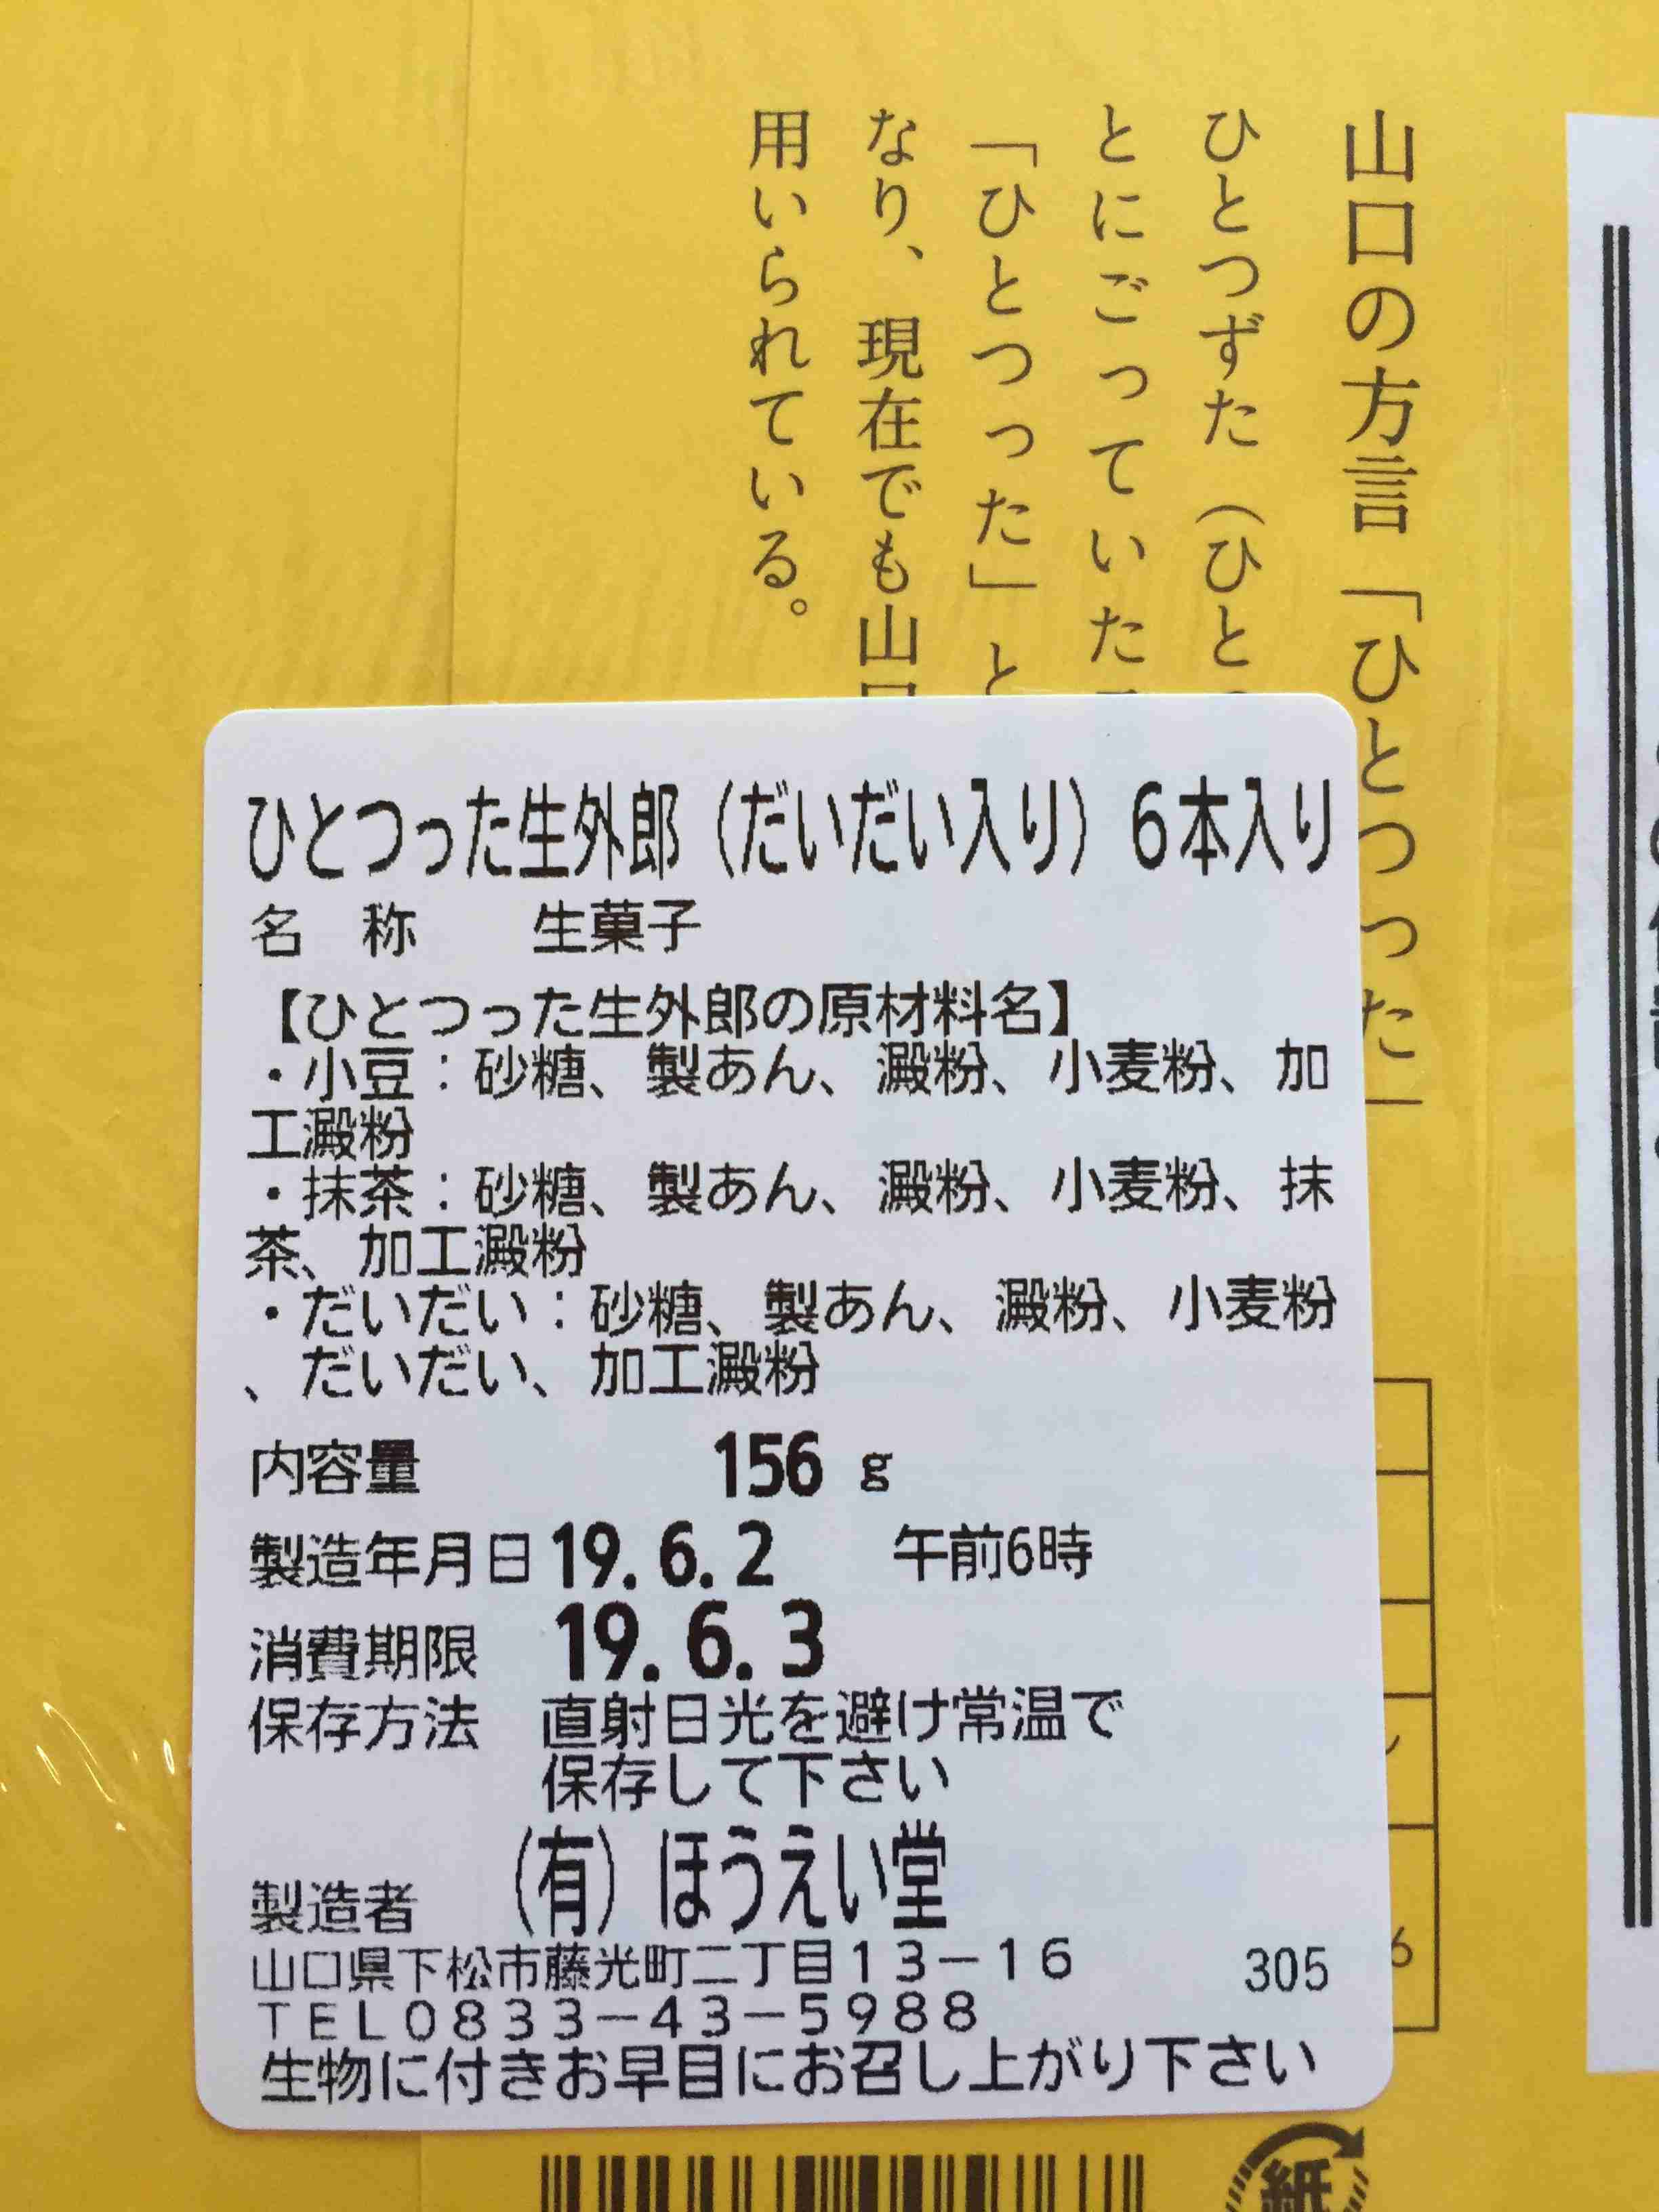 山口の方言「ひとつった」
ひとつずた（ひとつ
とにごっていた
「ひとつった」と
なり、現在でも山口
用いられている。
ひとつった生外郎（だいだい入り）６本入り
名　称　　生菓子
【ひとつった生外郎の原材料名】
・小豆：砂糖、製あん、澱粉、小麦粉、加
工澱粉
・抹茶：砂糖、製あん、澱粉、小麦粉、抹
茶、加工澱粉
・だいだい：砂糖、製あん、澱粉、小麦粉
、だいだい、加工澱粉
内容量　156 g
製造年月日 19. 6. 2　午前6時
消費期限　19. 6. 3
保存方法　直射日光を避け常温で
保存して下さい
製造者　（有）ほうえい堂
山口県下松市藤光町二丁目１３－１６　305
ＴＥＬ０８３３－４３－５９８８
生物に付きお早目にお召し上がり下さい
紙